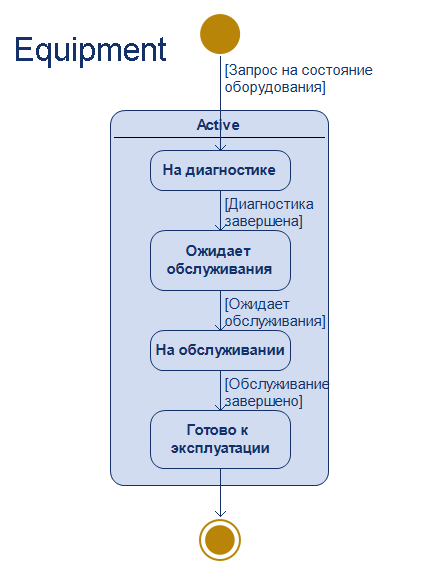 Equipment
[Запрос на состояние
оборудования]
Active
На диагностике
[Диагностика
завершена]
Ожидает
обслуживания
[Ожидает
обслуживания]
На обслуживании
[Обслуживание
завершено]
Готово к
эксплуатации